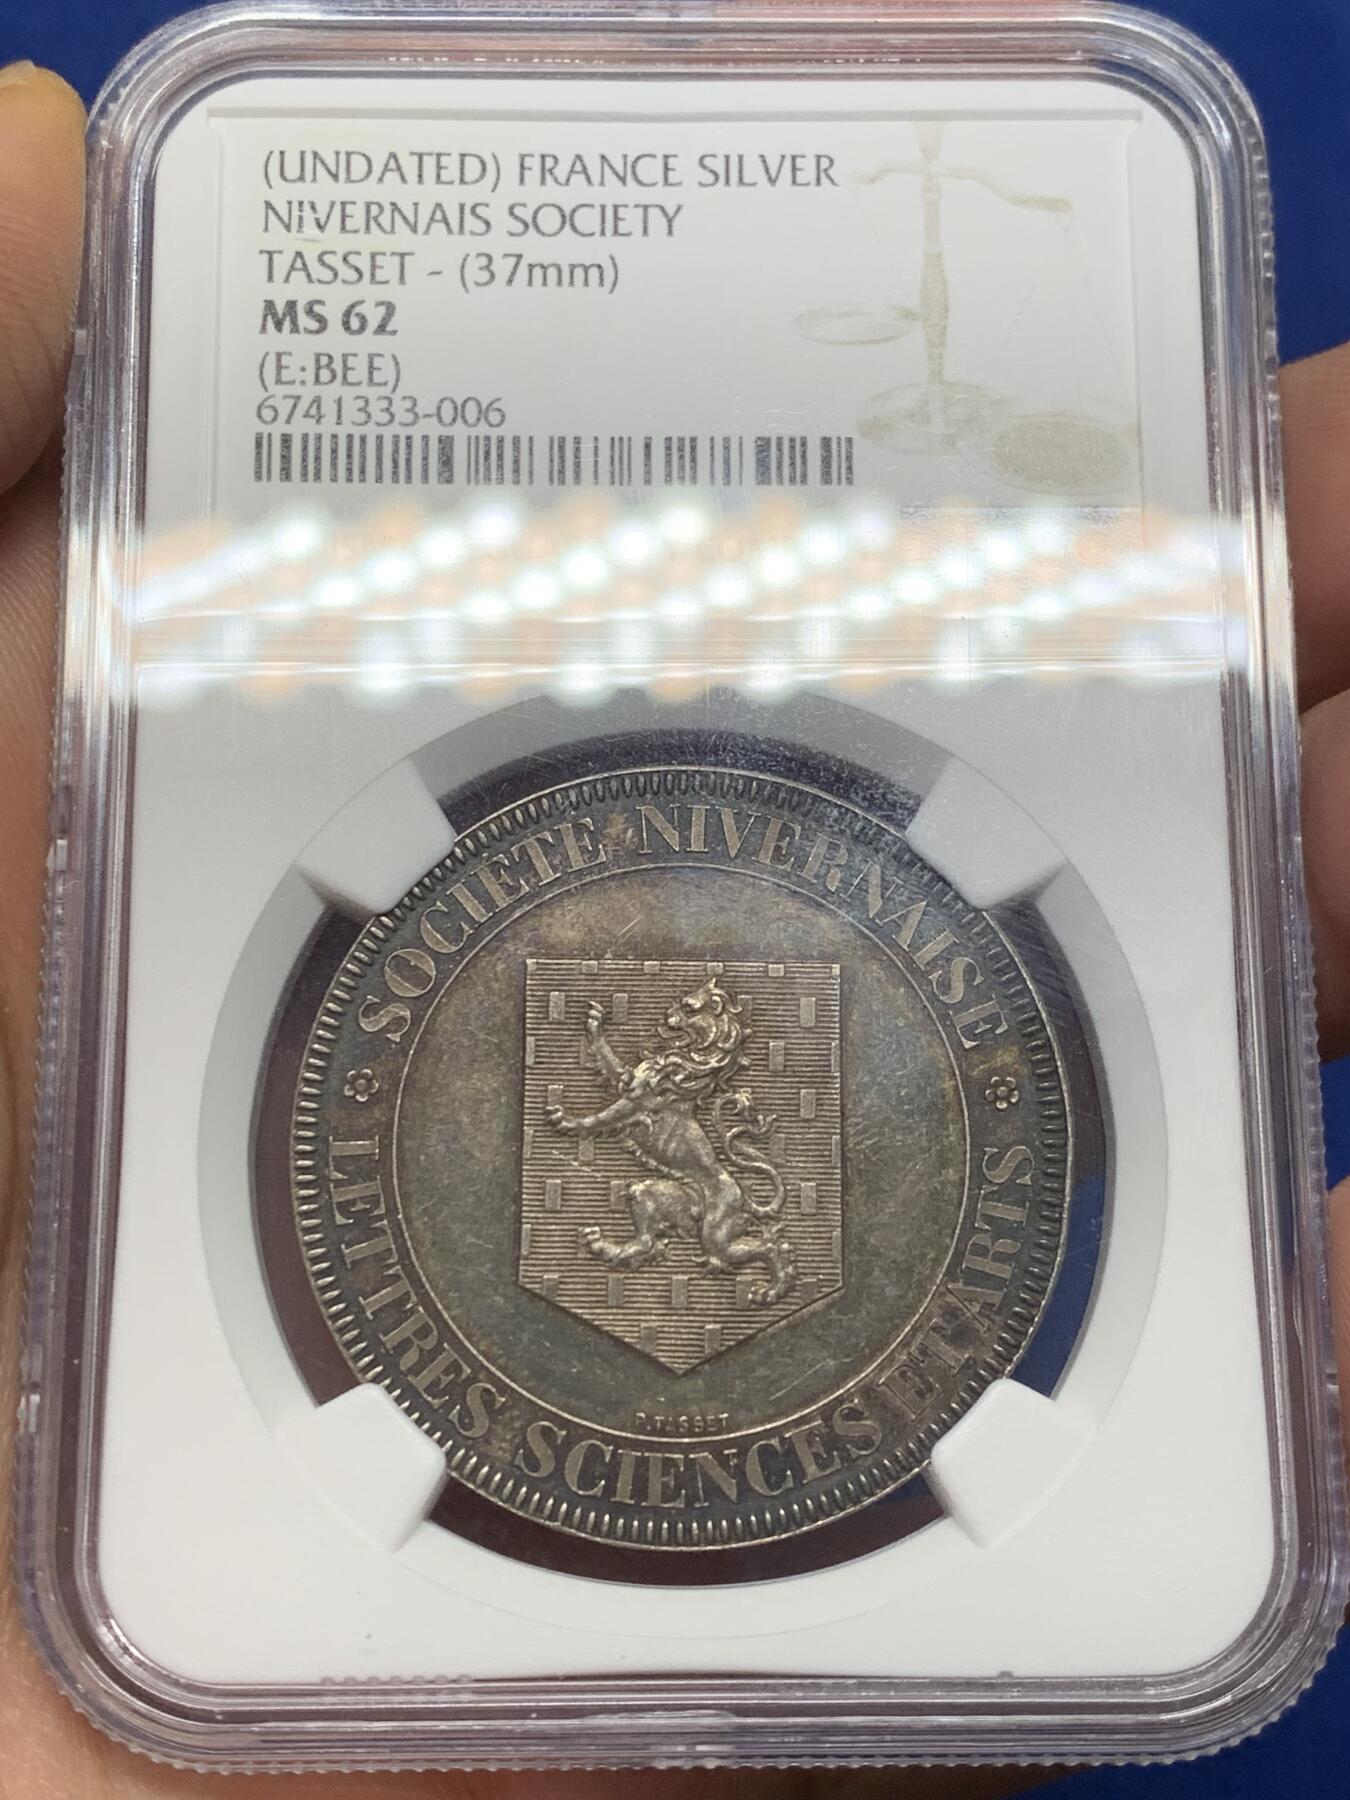 (UNDATED) FRANCE SILVER
NIVERNAIS SOCIETY
TASSET - (37mm)
MS 62
(E:BEE)
6741333-006
SOCIETE NIVERNAISE
LETTRES SCIENCES ET ARTS
P. TASSET